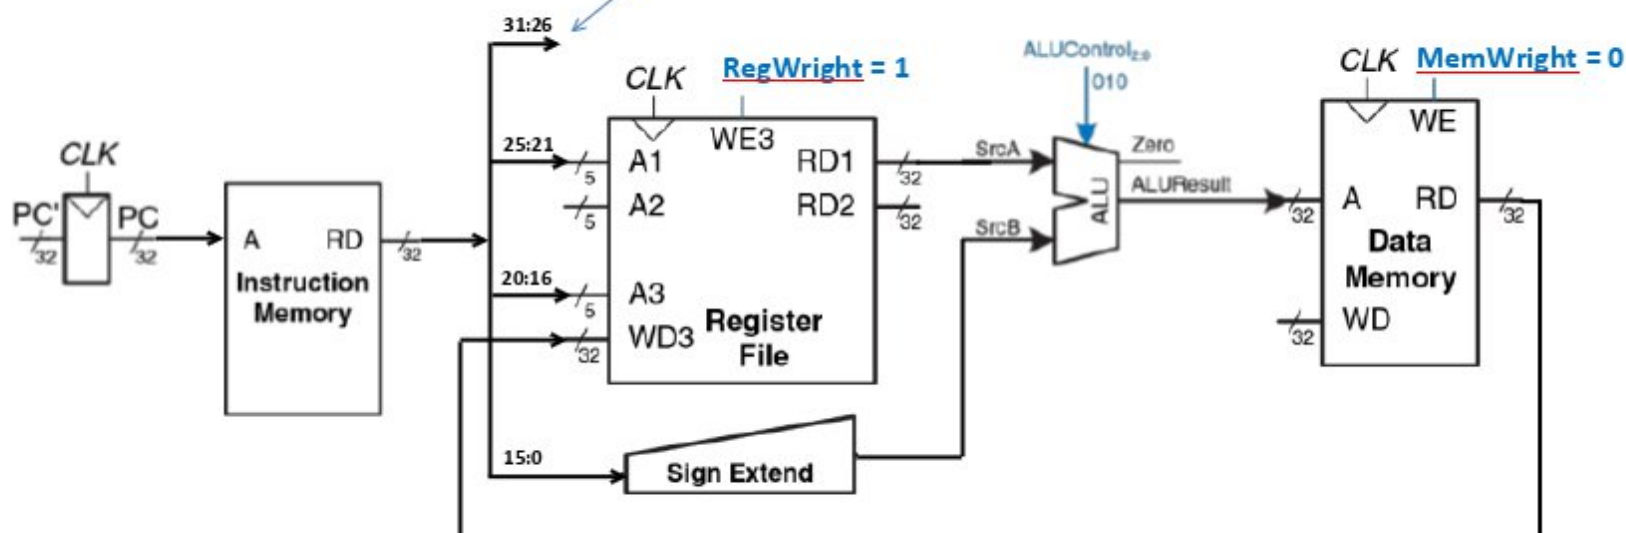 31:26
CLK
RegWright = 1
ALUControl2:0
010
CLK
MemWright = 0
CLK
PC'
32
PC
32
A
RD
32
Instruction
Memory
25:21
5
A1
WE3
RD1
32
5
A2
RD2
32
20:16
5
A3
32
WD3
Register
File
15:0
Sign Extend
SrcA
SrcB
ALU
Zero
ALUResult
32
A
WE
RD
32
Data
Memory
32
WD